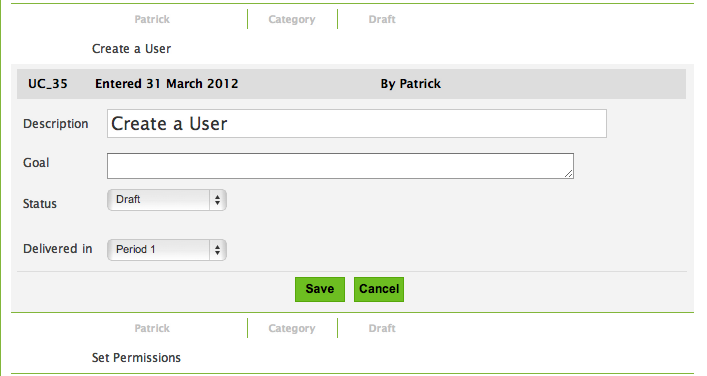 Patrick Category Draft
Create a User
UC_35 Entered 31 March 2012 By Patrick
Description Create a User
Goal
Status Draft
Delivered in Period 1
Save Cancel
Patrick Category Draft
Set Permissions